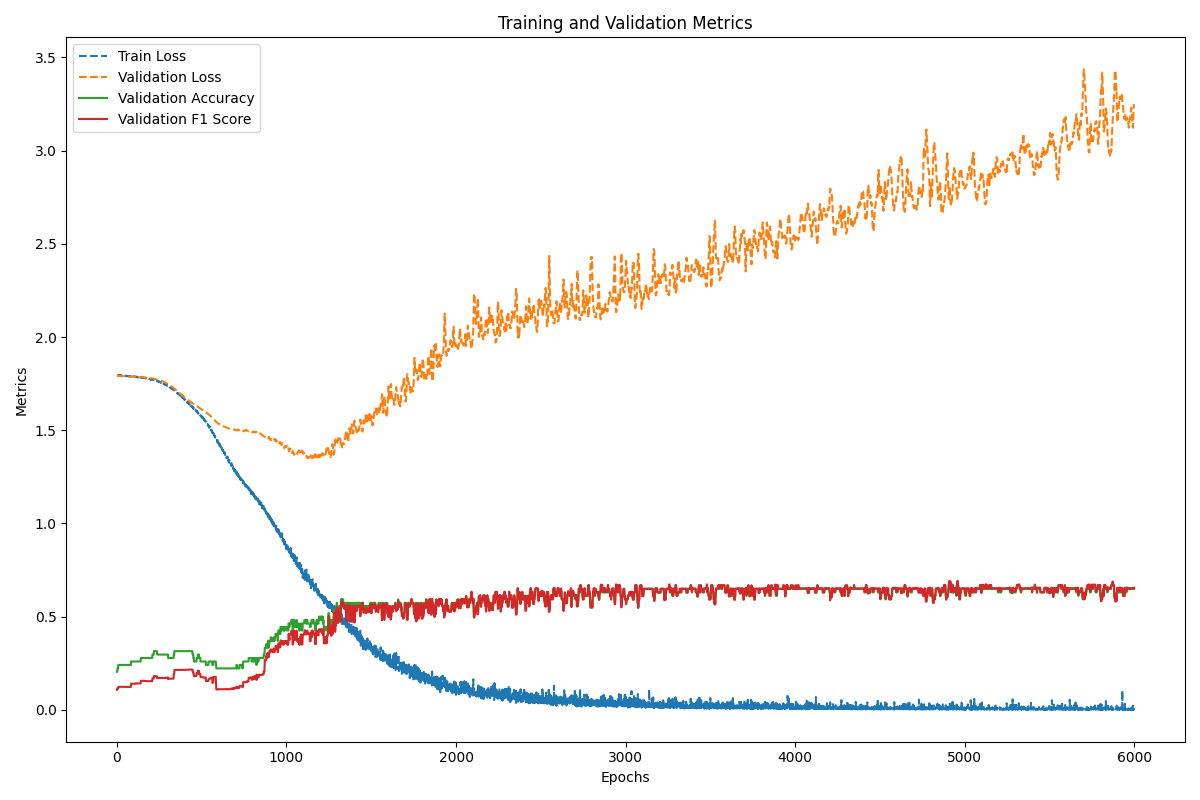 Training and Validation Metrics
Train Loss
Validation Loss
Validation Accuracy
Validation F1 Score
3.5
3.0
2.5
2.0
1.5
1.0
0.5
0.0
Metrics
0 1000 2000 3000 4000 5000 6000
Epochs